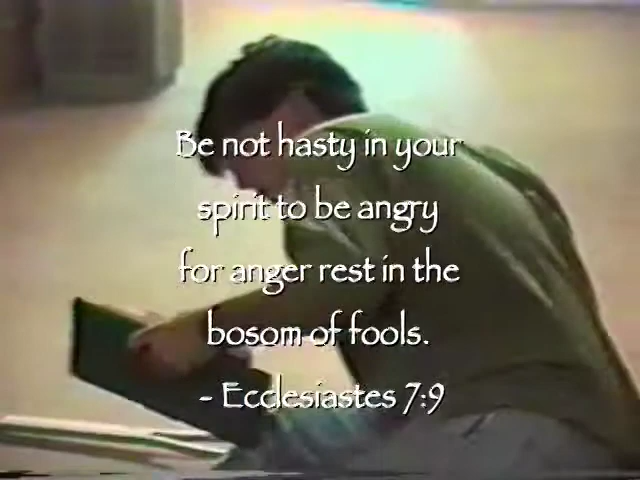 Be not hasty in your
spirit to be angry
for anger rest in the
bosom of fools.
- Ecclesiastes 7:9